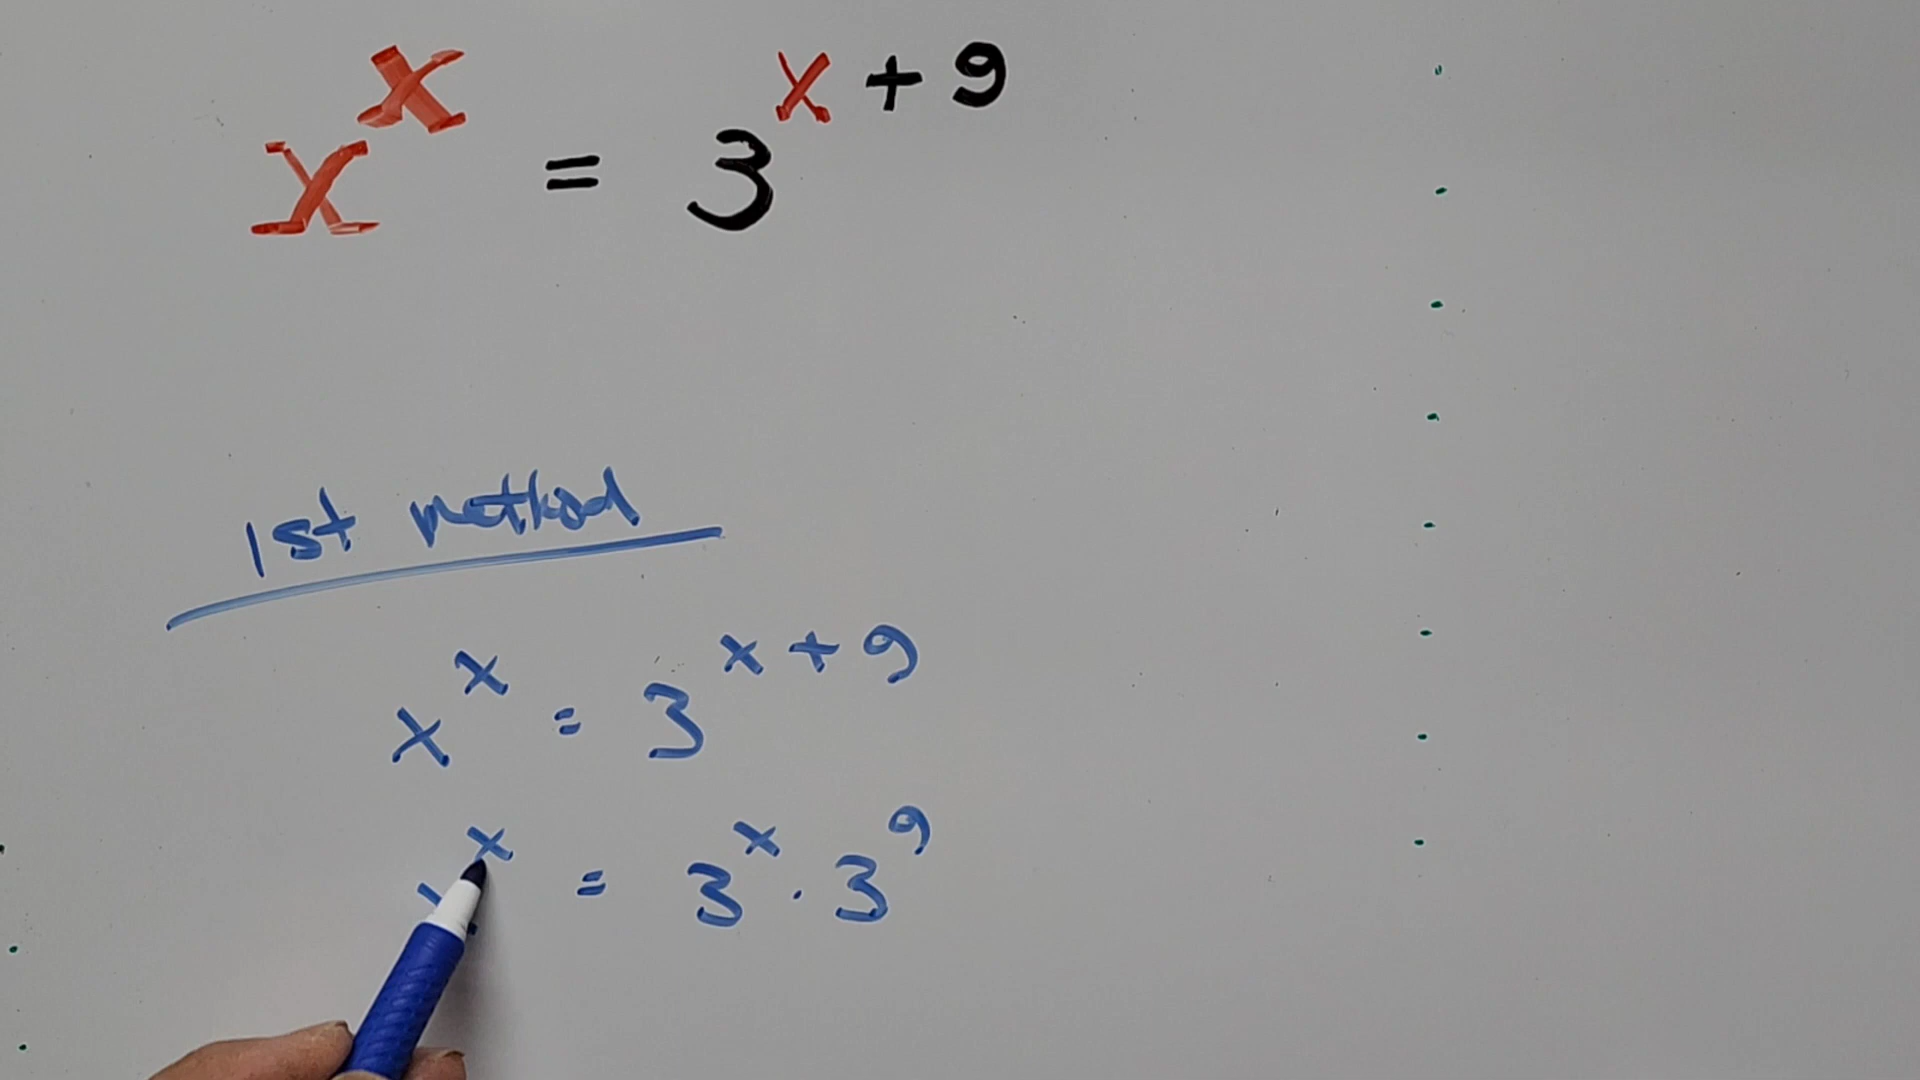 x^x = 3^(x+9)
1st method
x^x = 3^(x+9)
x^x = 3^x · 3^9